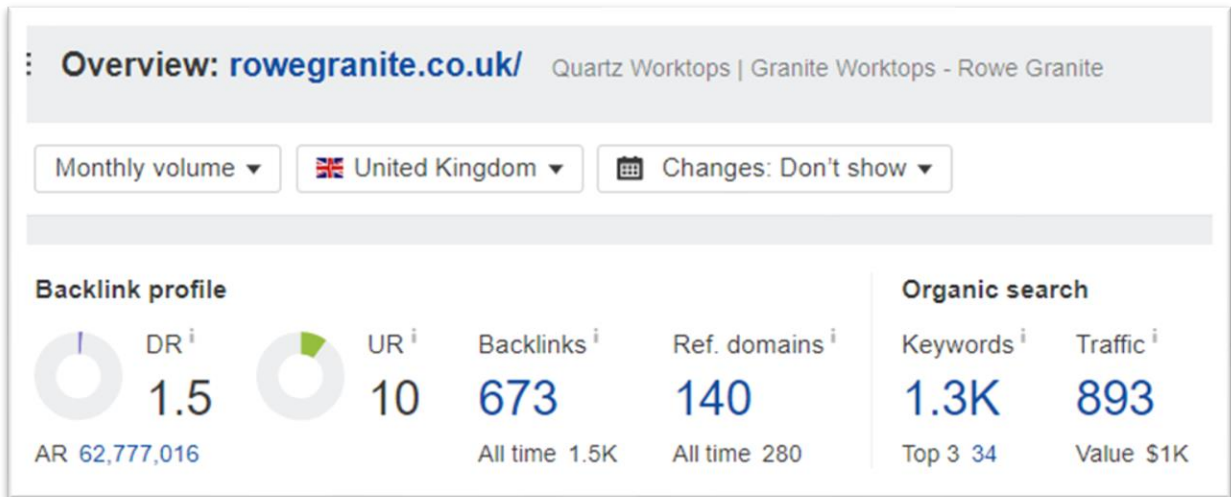 Overview: rowegranite.co.uk/ Quartz Worktops | Granite Worktops - Rowe Granite
Monthly volume United Kingdom Changes: Don't show
Backlink profile Organic search
DR i UR i Backlinks i Ref. domains i Keywords i Traffic i
1.5 10 673 140 1.3K 893
AR 62,777,016 All time 1.5K All time 280 Top 3 34 Value $1K